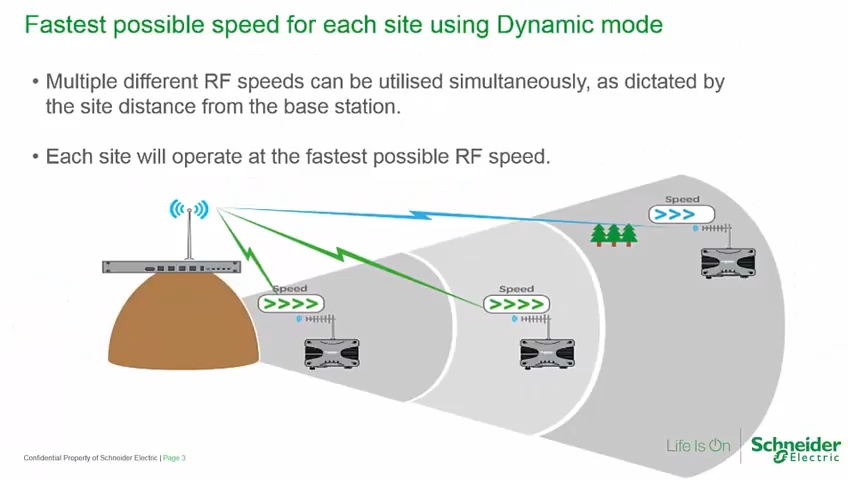 Fastest possible speed for each site using Dynamic mode
• Multiple different RF speeds can be utilised simultaneously, as dictated by
the site distance from the base station.
• Each site will operate at the fastest possible RF speed.
Speed
>>>
Speed
>>>>
Speed
>>>>
Confidential Property of Schneider Electric | Page 3
Life Is On
Schneider
Electric